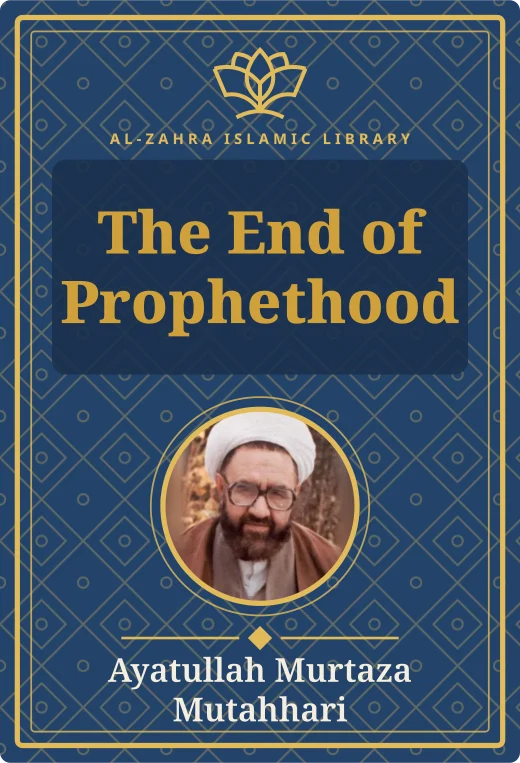 AL-ZAHRA ISLAMIC LIBRARY
The End of
Prophethood
Ayatullah Murtaza
Mutahhari